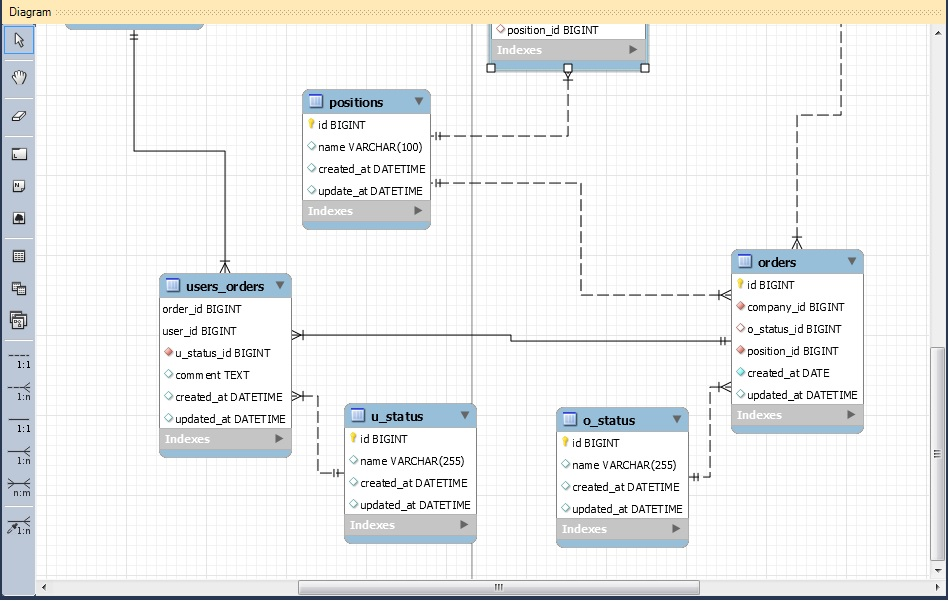 Diagram
position_id BIGINT
Indexes
positions
id BIGINT
name VARCHAR(100)
created_at DATETIME
update_at DATETIME
Indexes
users_orders
order_id BIGINT
user_id BIGINT
u_status_id BIGINT
comment TEXT
created_at DATETIME
updated_at DATETIME
Indexes
orders
id BIGINT
company_id BIGINT
o_status_id BIGINT
position_id BIGINT
created_at DATE
updated_at DATETIME
Indexes
u_status
id BIGINT
name VARCHAR(255)
created_at DATETIME
updated_at DATETIME
Indexes
o_status
id BIGINT
name VARCHAR(255)
created_at DATETIME
updated_at DATETIME
Indexes
1:1
1:n
1:1
1:n
n:m
1:n